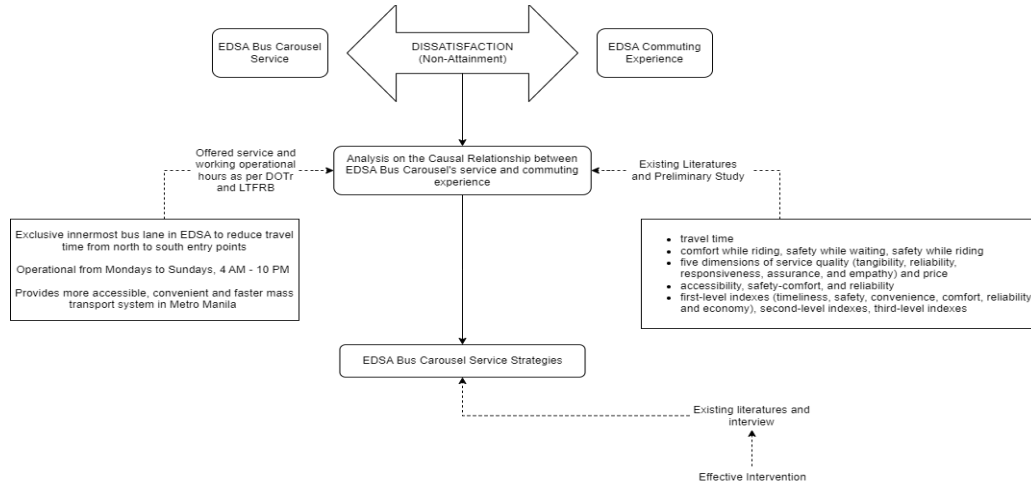 EDSA Bus Carousel
Service
DISSATISFACTION
(Non-Attainment)
EDSA Commuting
Experience
Offered service and
working operational
hours as per DOTr
and LTFRB
Analysis on the Causal Relationship between
EDSA Bus Carousel's service and commuting
experience
Existing Literatures
and Preliminary Study
Exclusive innermost bus lane in EDSA to reduce travel
time from north to south entry points
Operational from Mondays to Sundays, 4 AM - 10 PM
Provides more accessible, convenient and faster mass
transport system in Metro Manila
• travel time
• comfort while riding, safety while waiting, safety while riding
• five dimensions of service quality (tangibility, reliability,
responsiveness, assurance, and empathy) and price
• accessibility, safety-comfort, and reliability
• first-level indexes (timeliness, safety, convenience, comfort, reliability
and economy), second-level indexes, third-level indexes
EDSA Bus Carousel Service Strategies
Existing literatures and
interview
Effective Intervention